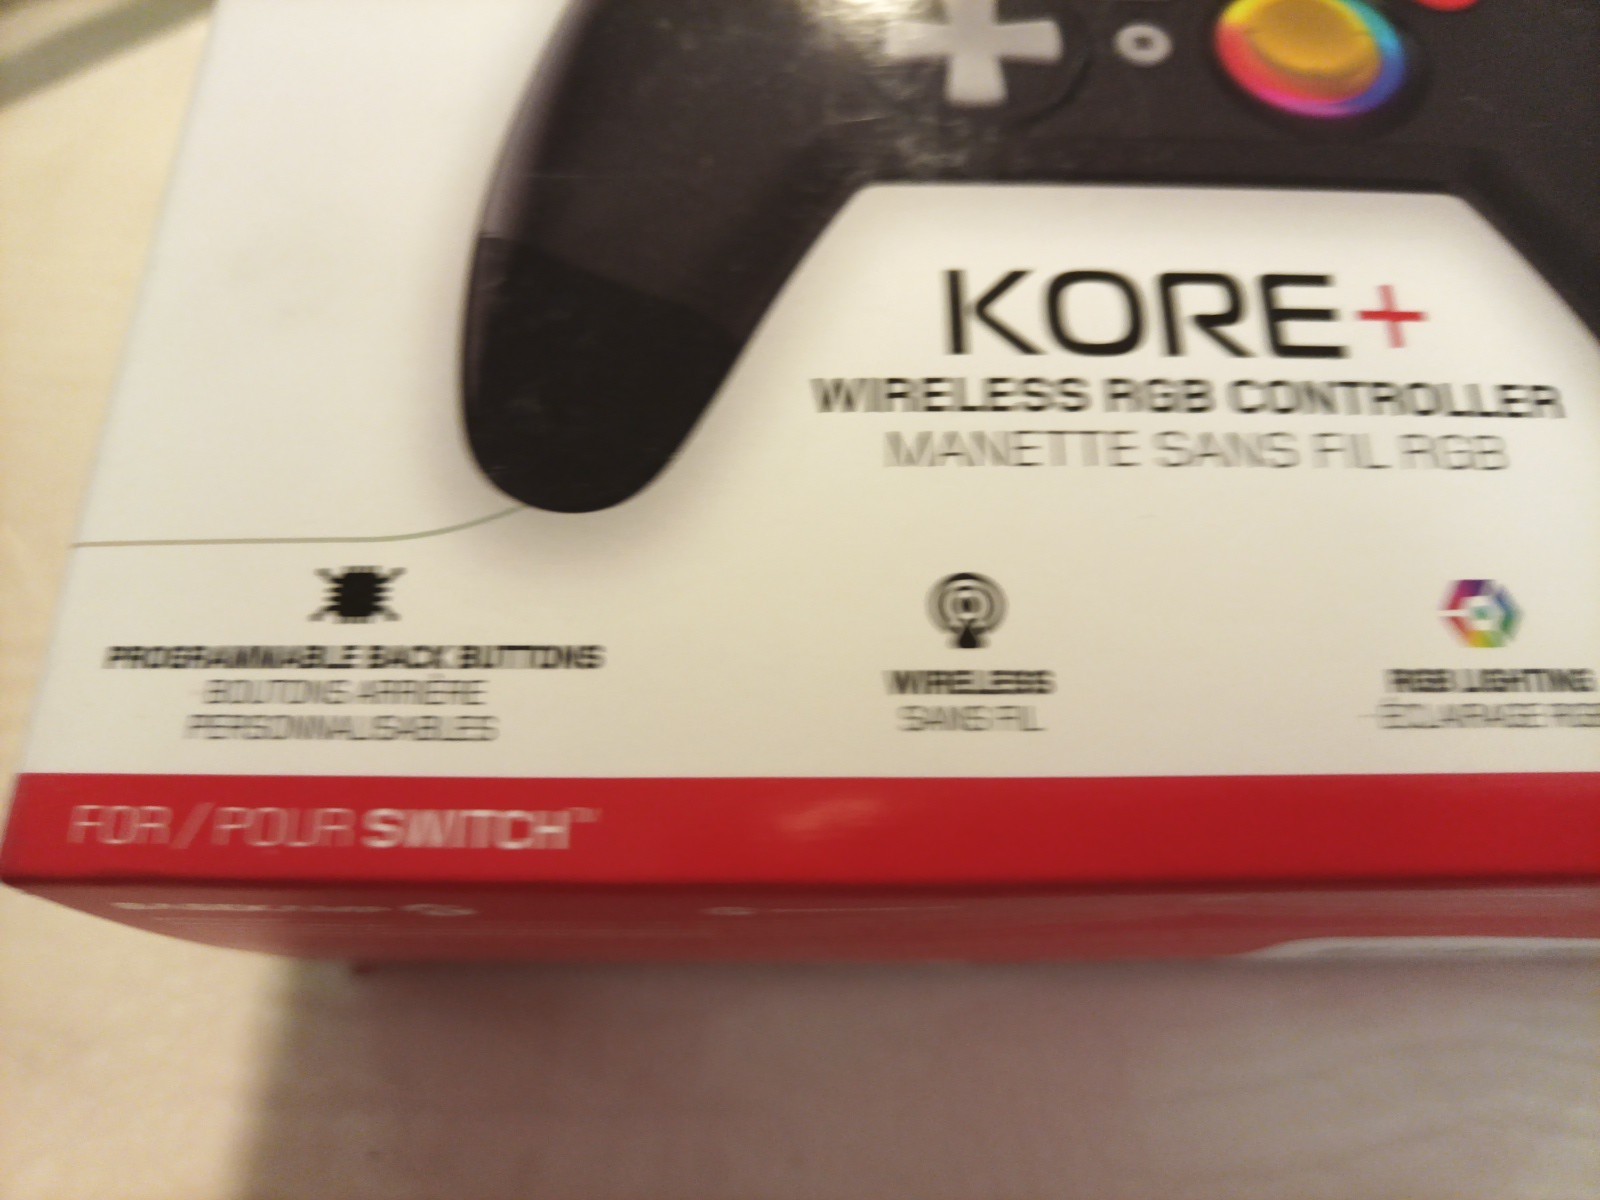 KORE+
WIRELESS RGB CONTROLLER
MANETTE SANS FIL RGB
PROGRAMMABLE BACK BUTTONS
BOUTONS ARRIÈRE
PERSONNALISABLES
WIRELESS
SANS FIL
RGB LIGHTING
ÉCLAIRAGE RGB
FOR / POUR SWITCH™